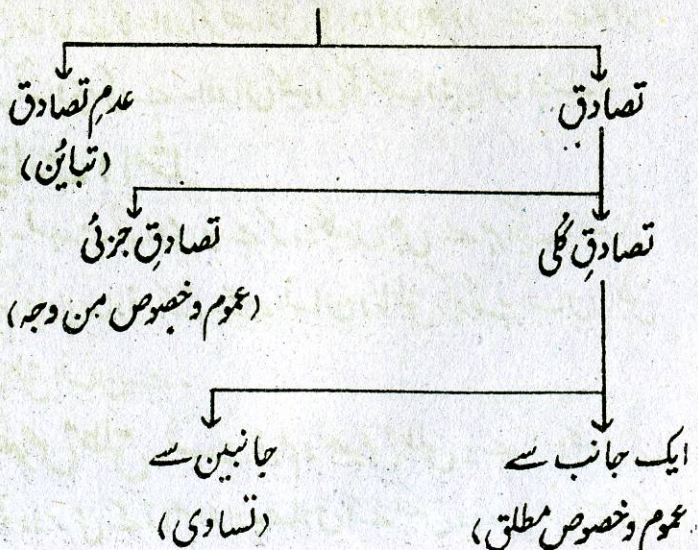 تصادق
عدمِ تصادق
(تبائن)
تصادقِ کُلی
تصادقِ جزئی
(عموم وخصوص من وجہ)
ایک جانب سے
جانبین سے
عموم وخصوص مطلق)
(تساوی)